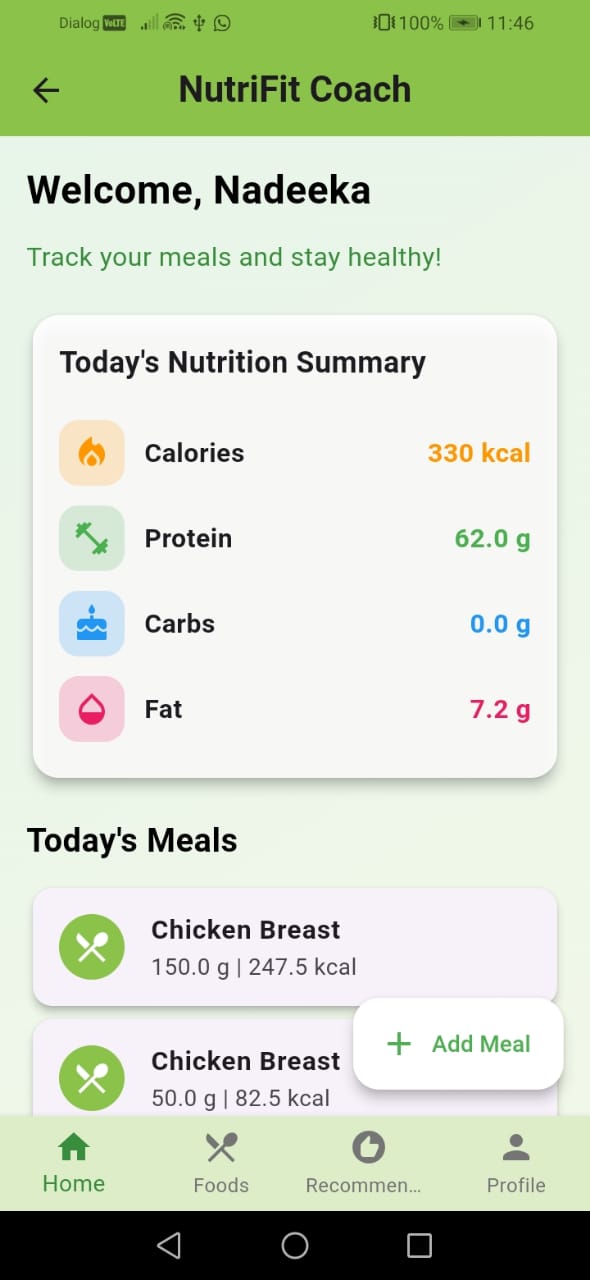 Dialog VoLTE 100% 11:46
NutriFit Coach
Welcome, Nadeeka
Track your meals and stay healthy!
Today's Nutrition Summary
Calories 330 kcal
Protein 62.0 g
Carbs 0.0 g
Fat 7.2 g
Today's Meals
Chicken Breast
150.0 g | 247.5 kcal
Chicken Breast
50.0 g | 82.5 kcal
+ Add Meal
Home Foods Recommen... Profile